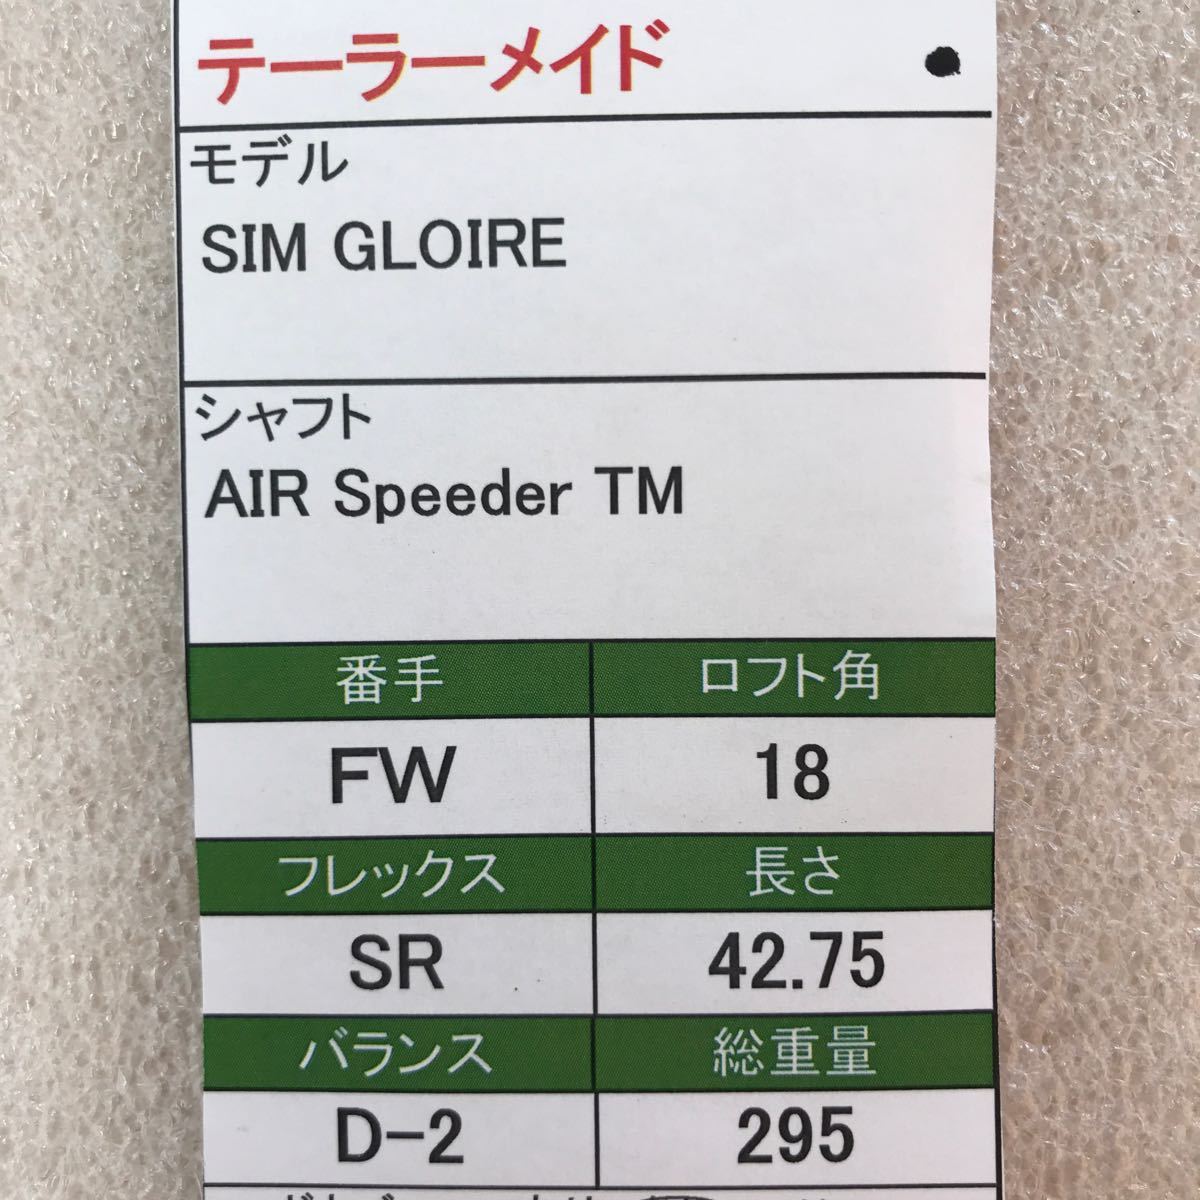 テーラーメイド
モデル
SIM GLOIRE
シャフト
AIR Speeder TM
番手 ロフト角
FW 18
フレックス 長さ
SR 42.75
バランス 総重量
D-2 295